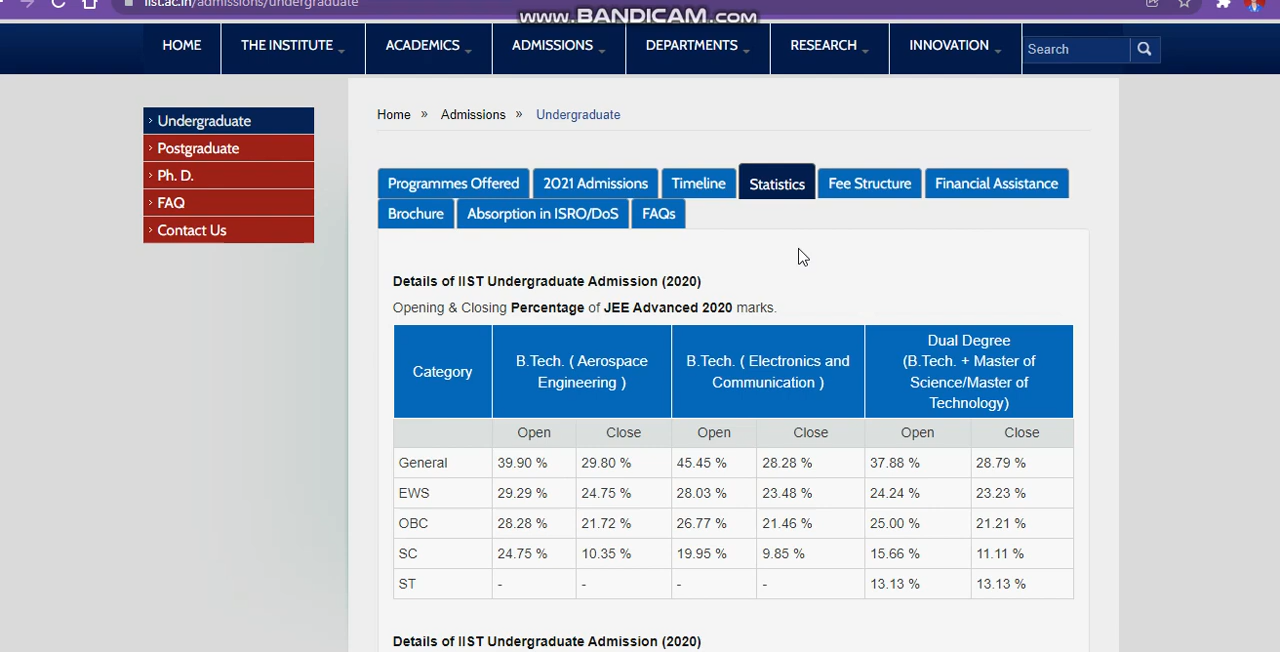 iist.ac.in/admissions/undergraduate
www.BANDICAM.com
HOME
THE INSTITUTE
ACADEMICS
ADMISSIONS
DEPARTMENTS
RESEARCH
INNOVATION
Search
Undergraduate
Postgraduate
Ph. D.
FAQ
Contact Us
Home » Admissions » Undergraduate
Programmes Offered
2021 Admissions
Timeline
Statistics
Fee Structure
Financial Assistance
Brochure
Absorption in ISRO/DoS
FAQs
Details of IIST Undergraduate Admission (2020)
Opening & Closing Percentage of JEE Advanced 2020 marks.
Category
B.Tech. ( Aerospace
Engineering )
B.Tech. ( Electronics and
Communication )
Dual Degree
(B.Tech. + Master of
Science/Master of
Technology)
Open Close Open Close Open Close
General 39.90 % 29.80 % 45.45 % 28.28 % 37.88 % 28.79 %
EWS 29.29 % 24.75 % 28.03 % 23.48 % 24.24 % 23.23 %
OBC 28.28 % 21.72 % 26.77 % 21.46 % 25.00 % 21.21 %
SC 24.75 % 10.35 % 19.95 % 9.85 % 15.66 % 11.11 %
ST - - - - 13.13 % 13.13 %
Details of IIST Undergraduate Admission (2020)